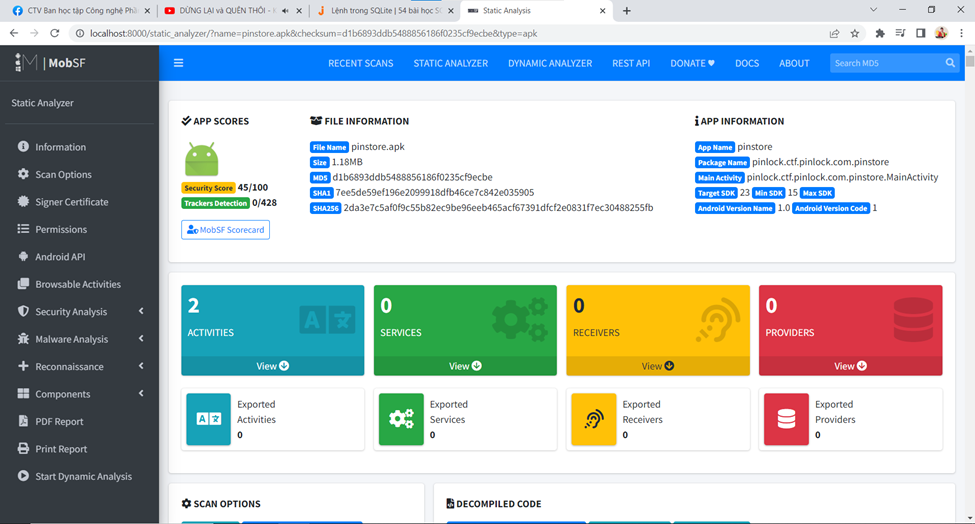 CTV Ban học tập Công nghệ Phầ
DỪNG LẠI và QUÊN THÔI -
Lệnh trong SQLite | 54 bài học SQ
Static Analysis
localhost:8000/static_analyzer/?name=pinstore.apk&checksum=d1b6893ddb5488856186f0235cf9ecbe&type=apk
| MobSF
RECENT SCANS STATIC ANALYZER DYNAMIC ANALYZER REST API DONATE ♥ DOCS ABOUT Search MD5
Static Analyzer
Information
Scan Options
Signer Certificate
Permissions
Android API
Browsable Activities
Security Analysis
Malware Analysis
Reconnaissance
Components
PDF Report
Print Report
Start Dynamic Analysis
APP SCORES
Security Score 45/100
Trackers Detection 0/428
MobSF Scorecard
FILE INFORMATION
File Name pinstore.apk
Size 1.18MB
MD5 d1b6893ddb5488856186f0235cf9ecbe
SHA1 7ee5de59ef196e2099918dfb46ce7c842e035905
SHA256 2da3e7c5af0f9c55b82ec9be96eeb465acf67391dfcf2e0831f7ec30488255fb
APP INFORMATION
App Name pinstore
Package Name pinlock.ctf.pinlock.com.pinstore
Main Activity pinlock.ctf.pinlock.com.pinstore.MainActivity
Target SDK 23 Min SDK 15 Max SDK
Android Version Name 1.0 Android Version Code 1
2
ACTIVITIES
View
0
SERVICES
View
0
RECEIVERS
View
0
PROVIDERS
View
Exported
Activities
0
Exported
Services
0
Exported
Receivers
0
Exported
Providers
0
SCAN OPTIONS
DECOMPILED CODE